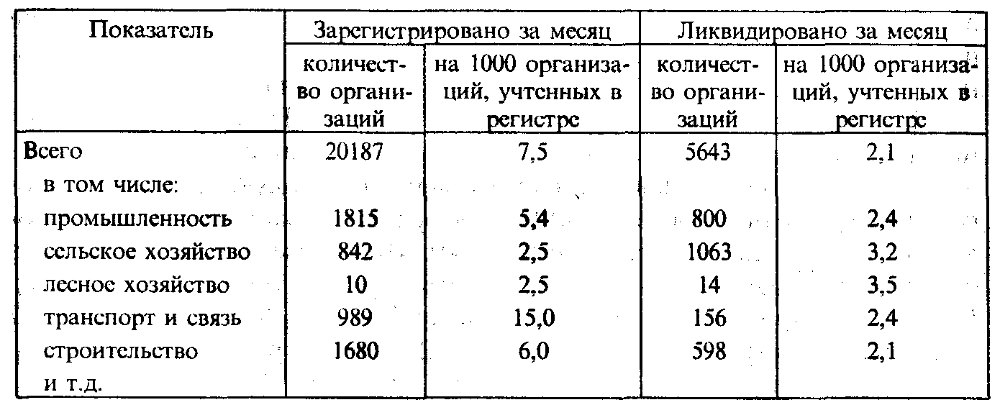 Показатель Зарегистрировано за месяц Ликвидировано за месяц
количест- на 1000 организа- количест- на 1000 организа-
во органи- ций, учтенных в во органи- ций, учтенных в
заций регистре заций регистре
Всего 20187 7,5 5643 2,1
в том числе:
промышленность 1815 5,4 800 2,4
сельское хозяйство 842 2,5 1063 3,2
лесное хозяйство 10 2,5 14 3,5
транспорт и связь 989 15,0 156 2,4
строительство 1680 6,0 598 2,1
и т.д.